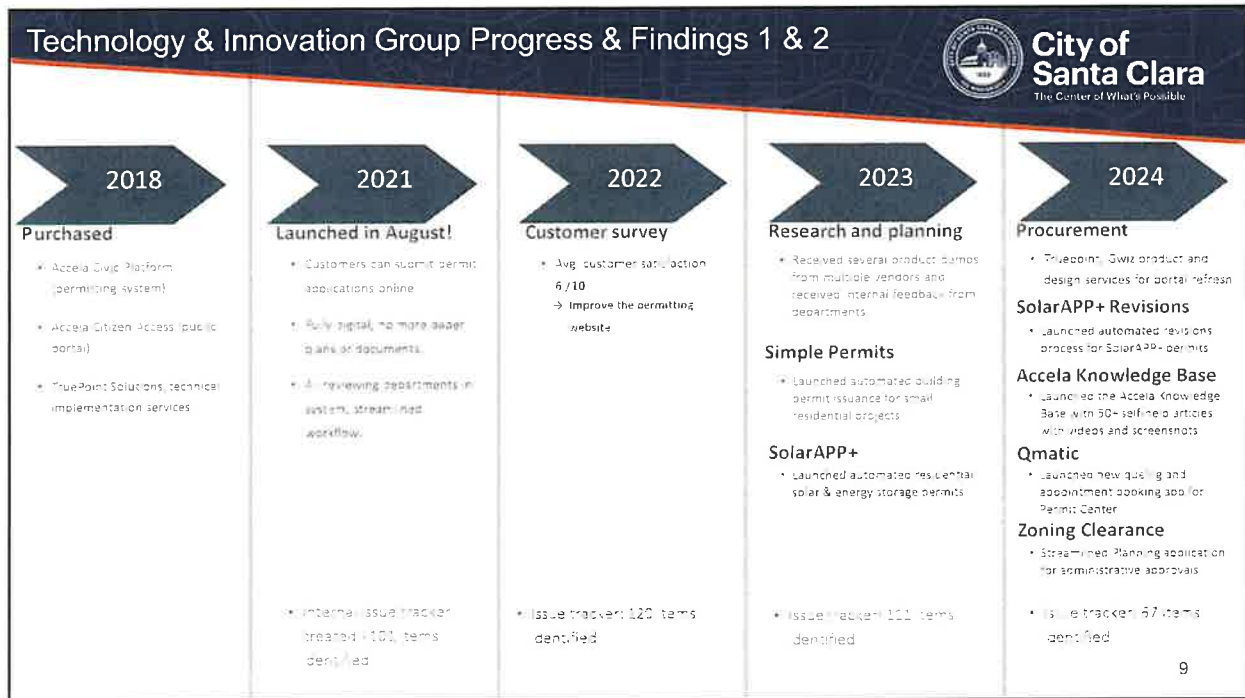 Technology & Innovation Group Progress & Findings 1 & 2
City of
Santa Clara
The Center of What's Possible
2018
Purchased
• Accela Civic Platform
(permitting system)
• Accela Citizen Access (public
portal)
• TruePoint Solutions, technical
implementation services
2021
Launched in August!
• Customers can submit permit
applications online
• Fully digital, no more paper
plans or documents.
• All reviewing departments in
system, streamlined
workflow.
• Internal issue tracker
created
items
identified
2022
Customer survey
• Avg. customer satisfaction
6 /10
→ Improve the permitting
website
• Issue tracker: 120 items
identified
2023
Research and planning
• Received several product demos
from multiple vendors and
received internal feedback from
departments
Simple Permits
• Launched automated building
permit issuance for small
residential projects
SolarAPP+
• Launched automated residential
solar & energy storage permits
• Issue tracker: 111 items
identified
2024
Procurement
• Truepoint, Gwiz product and
design services for portal refresh
SolarAPP+ Revisions
• Launched automated revisions
process for SolarAPP+ permits
Accela Knowledge Base
• Launched the Accela Knowledge
Base with 50+ self-help articles
with videos and screenshots
Qmatic
• Launched new queing and
appointment booking app for
Permit Center
Zoning Clearance
• Streamlined Planning application
for administrative approvals
• Issue tracker: 67 items
identified
9